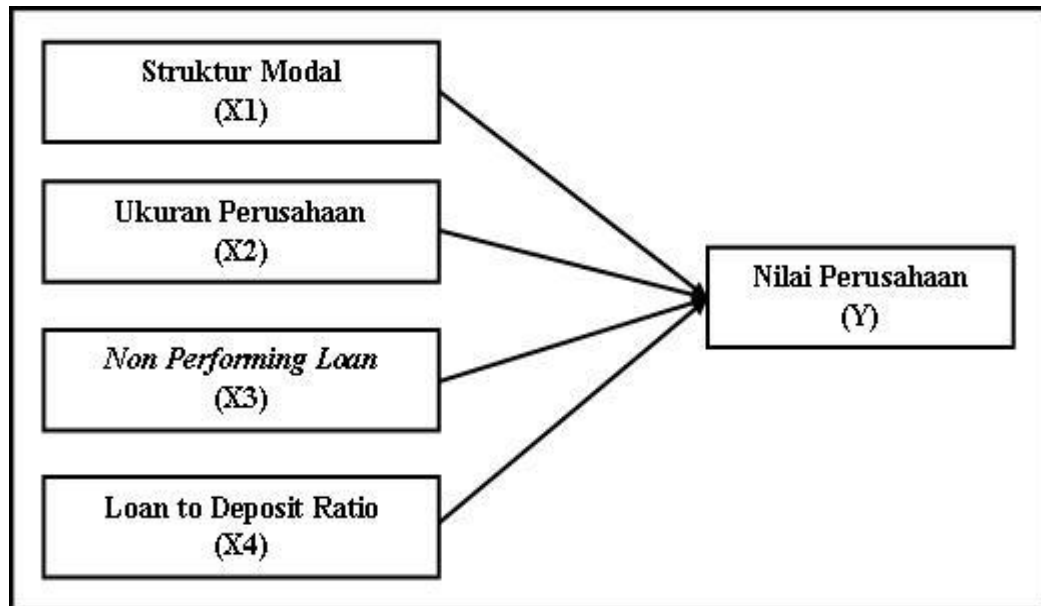 Struktur Modal
(X1)
Ukuran Perusahaan
(X2)
Non Performing Loan
(X3)
Loan to Deposit Ratio
(X4)
Nilai Perusahaan
(Y)